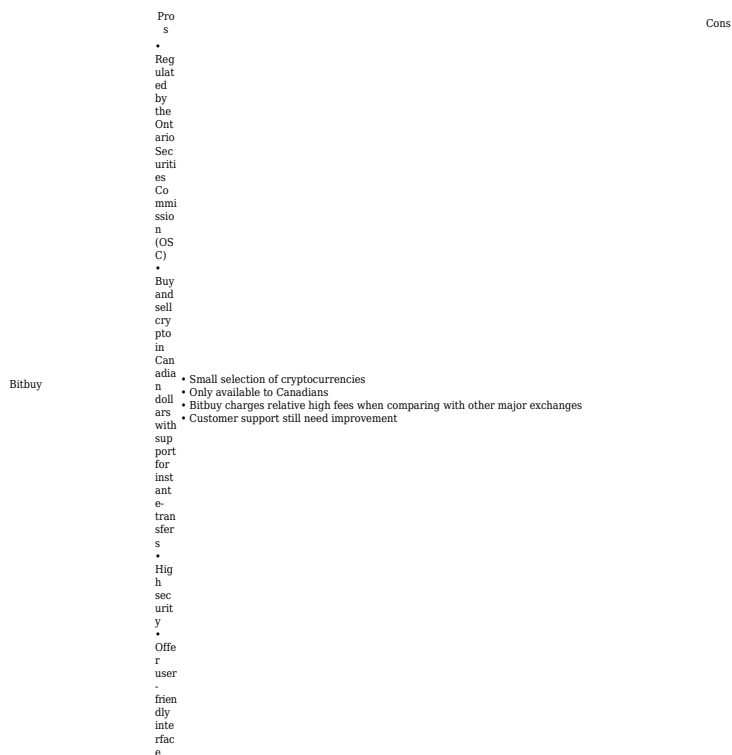 Pro
s
Cons
•
Reg
ulat
ed
by
the
Ont
ario
Sec
uriti
es
Co
mmi
ssio
n
(OS
C)
•
Buy
and
sell
cry
pto
in
Can
adia
n
doll
ars
with
sup
port
for
inst
ant
e-
tran
sfer
s
•
Hig
h
sec
urit
y
•
Offe
r
user
-
frien
dly
inte
rfac
e
Bitbuy
• Small selection of cryptocurrencies
• Only available to Canadians
• Bitbuy charges relative high fees when comparing with other major exchanges
• Customer support still need improvement